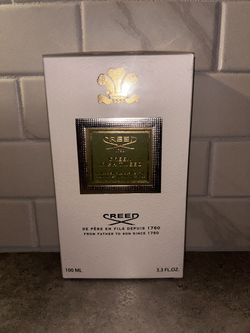 CREED
CREED
DE PÈRE EN FILS DEPUIS 1760
FROM FATHER TO SON SINCE 1760
100 ML 3.3 FL.OZ.